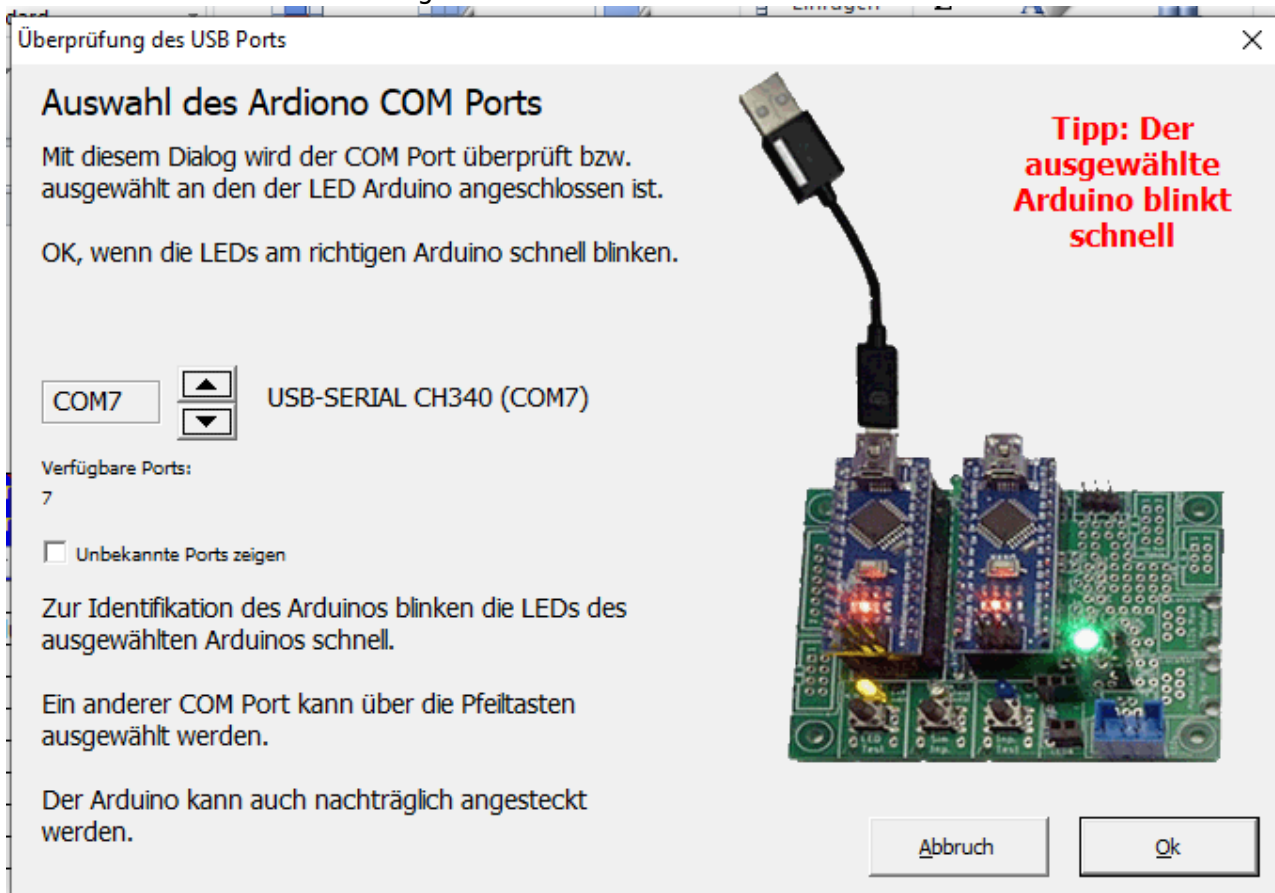 Überprüfung des USB Ports
Auswahl des Ardiono COM Ports
Mit diesem Dialog wird der COM Port überprüft bzw.
ausgewählt an den der LED Arduino angeschlossen ist.
OK, wenn die LEDs am richtigen Arduino schnell blinken.
Tipp: Der
ausgewählte
Arduino blinkt
schnell
COM7
USB-SERIAL CH340 (COM7)
Verfügbare Ports:
7
Unbekannte Ports zeigen
Zur Identifikation des Arduinos blinken die LEDs des
ausgewählten Arduinos schnell.
Ein anderer COM Port kann über die Pfeiltasten
ausgewählt werden.
Der Arduino kann auch nachträglich angesteckt
werden.
LED
Test
Test
Abbruch
Ok